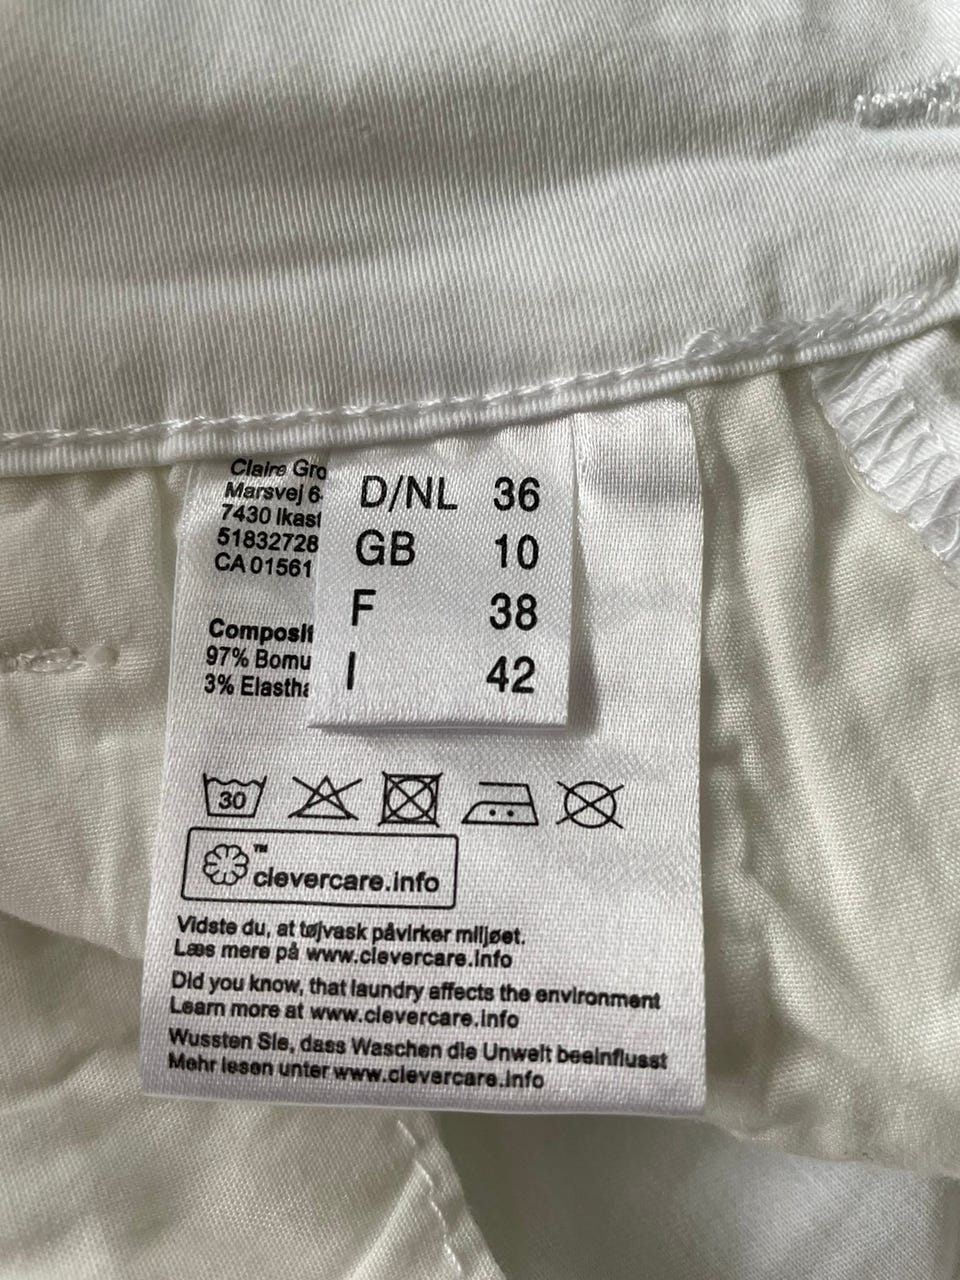 Claire Gro
Marsvej 6
7430 Ikast
51832728
CA 01561
Composit
97% Bomu
3% Elastha
D/NL 36
GB 10
F 38
I 42
30
™
clevercare.info
Vidste du, at tøjvask påvirker miljøet.
Læs mere på www.clevercare.info
Did you know, that laundry affects the environment
Learn more at www.clevercare.info
Wussten Sie, dass Waschen die Unwelt beeinflusst
Mehr lesen unter www.clevercare.info